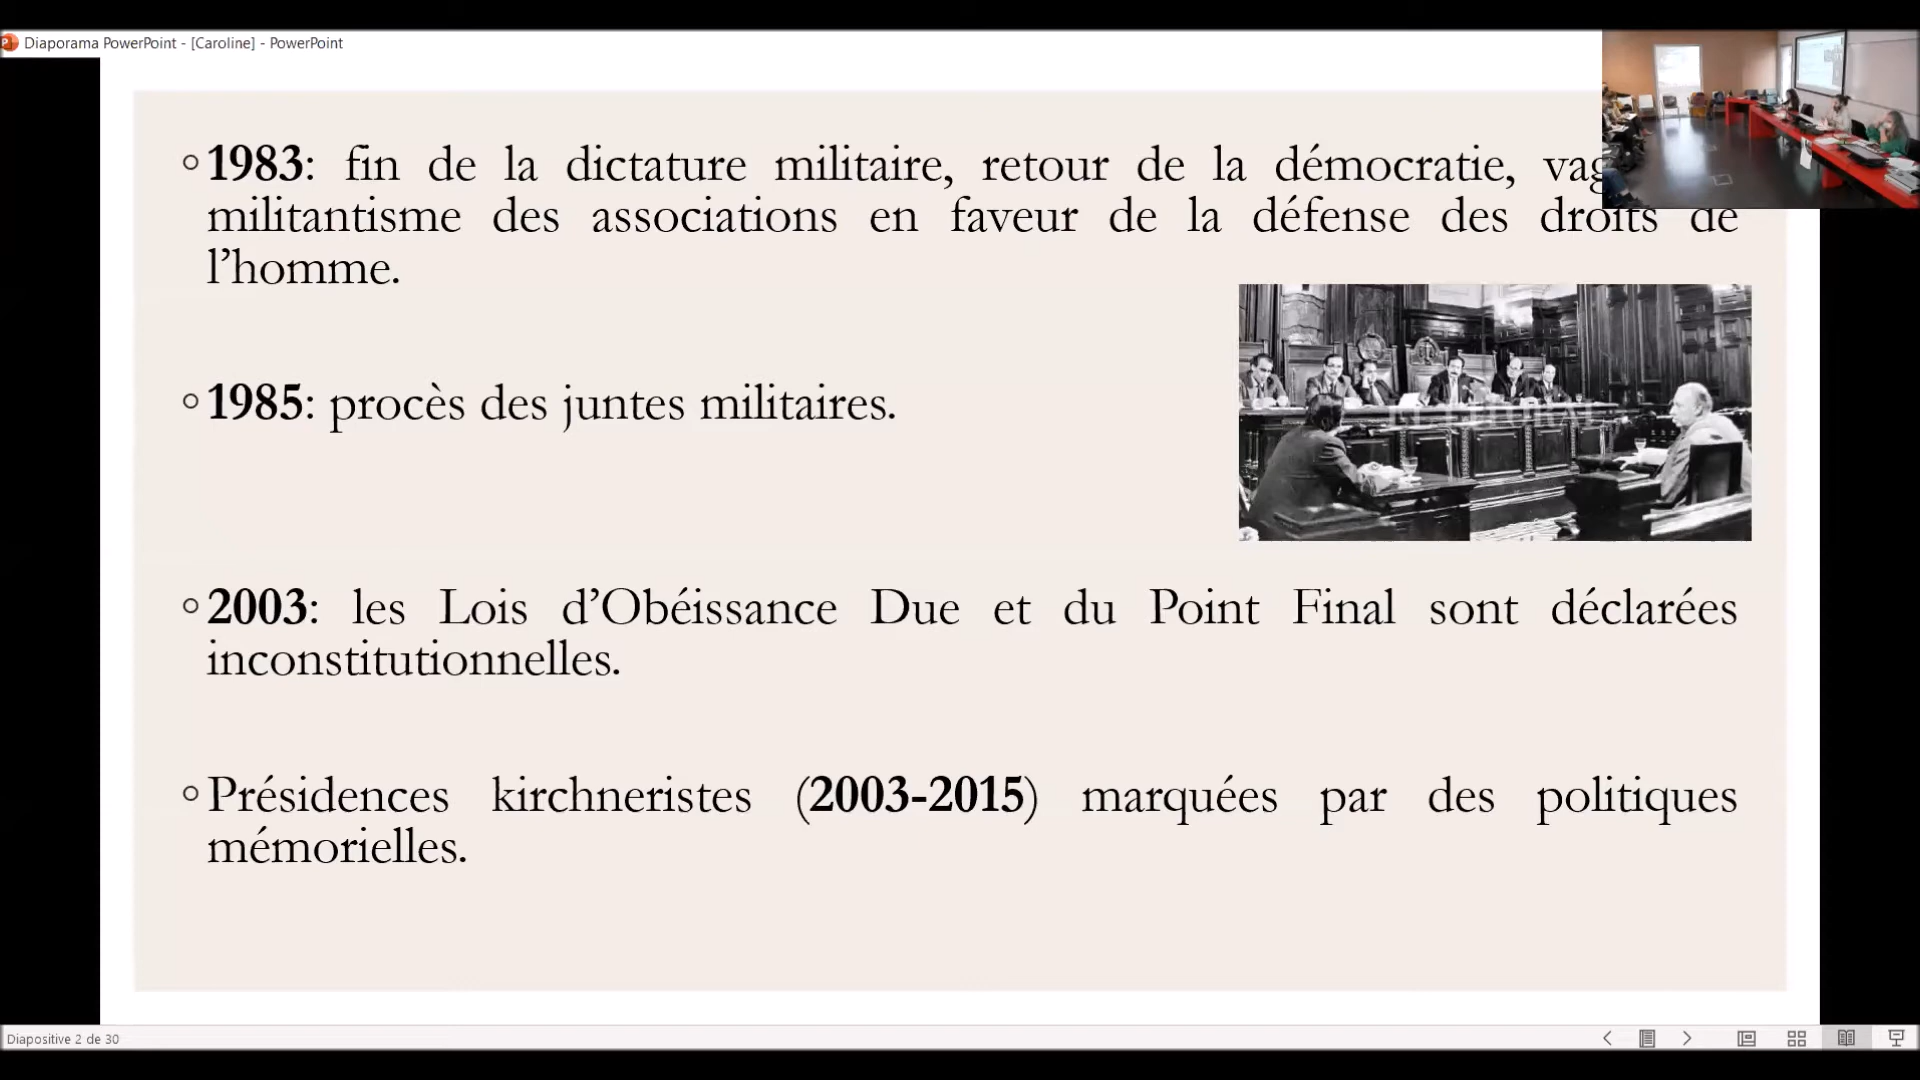 Diaporama PowerPoint - [Caroline] - PowerPoint
1983: fin de la dictature militaire, retour de la démocratie,
militantisme des associations en faveur de la défense des droits de
l’homme.
1985: procès des juntes militaires.
2003: les Lois d’Obéissance Due et du Point Final sont déclarées
inconstitutionnelles.
Présidences kirchneristes (2003-2015) marquées par des politiques
mémorielles.
Diapositive 2 de 30